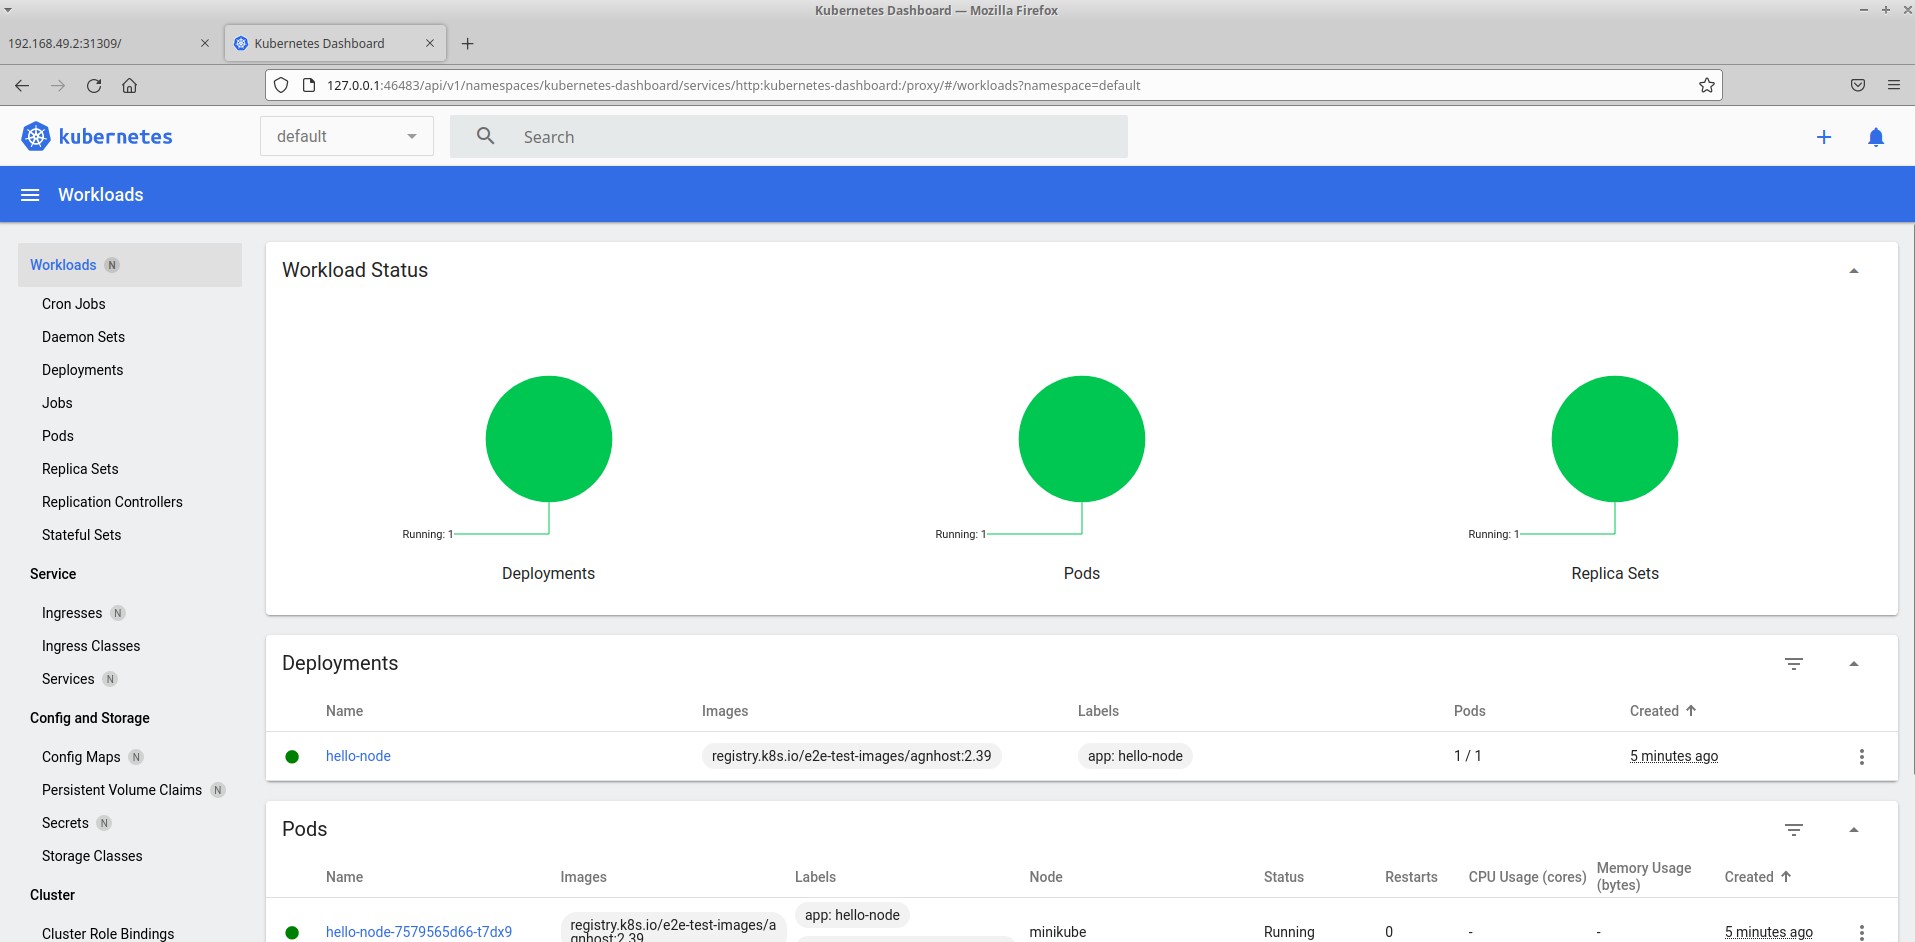 Kubernetes Dashboard — Mozilla Firefox
192.168.49.2:31309/
Kubernetes Dashboard
127.0.0.1:46483/api/v1/namespaces/kubernetes-dashboard/services/http:kubernetes-dashboard:/proxy/#/workloads?namespace=default
kubernetes
default
Search
Workloads
Workloads N
Cron Jobs
Daemon Sets
Deployments
Jobs
Pods
Replica Sets
Replication Controllers
Stateful Sets
Service
Ingresses N
Ingress Classes
Services N
Config and Storage
Config Maps N
Persistent Volume Claims N
Secrets N
Storage Classes
Cluster
Cluster Role Bindings
Workload Status
Running: 1
Deployments
Running: 1
Pods
Running: 1
Replica Sets
Deployments
Name Images Labels Pods Created
hello-node registry.k8s.io/e2e-test-images/agnhost:2.39 app: hello-node 1 / 1 5 minutes ago
Pods
Name Images Labels Node Status Restarts CPU Usage (cores) Memory Usage
(bytes) Created
app: hello-node
hello-node-7579565d66-t7dx9 registry.k8s.io/e2e-test-images/a minikube Running 0 - - 5 minutes ago
gnhost:2.39